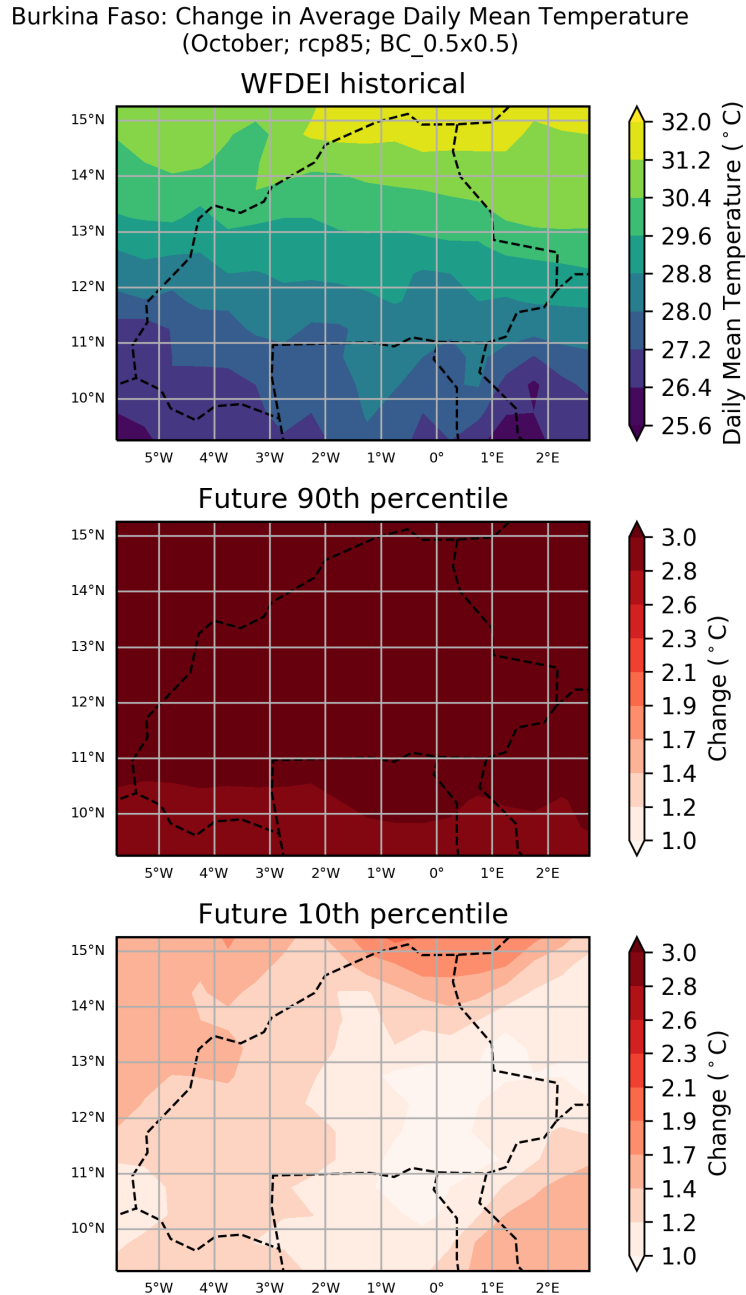 Burkina Faso: Change in Average Daily Mean Temperature
(October; rcp85; BC_0.5x0.5)
WFDEI historical
15°N
14°N
13°N
12°N
11°N
10°N
5°W 4°W 3°W 2°W 1°W 0° 1°E 2°E
32.0
31.2
30.4
29.6
28.8
28.0
27.2
26.4
25.6
Daily Mean Temperature (°C)
Future 90th percentile
15°N
14°N
13°N
12°N
11°N
10°N
5°W 4°W 3°W 2°W 1°W 0° 1°E 2°E
3.0
2.8
2.6
2.3
2.1
1.9
1.7
1.4
1.2
1.0
Change (°C)
Future 10th percentile
15°N
14°N
13°N
12°N
11°N
10°N
5°W 4°W 3°W 2°W 1°W 0° 1°E 2°E
3.0
2.8
2.6
2.3
2.1
1.9
1.7
1.4
1.2
1.0
Change (°C)